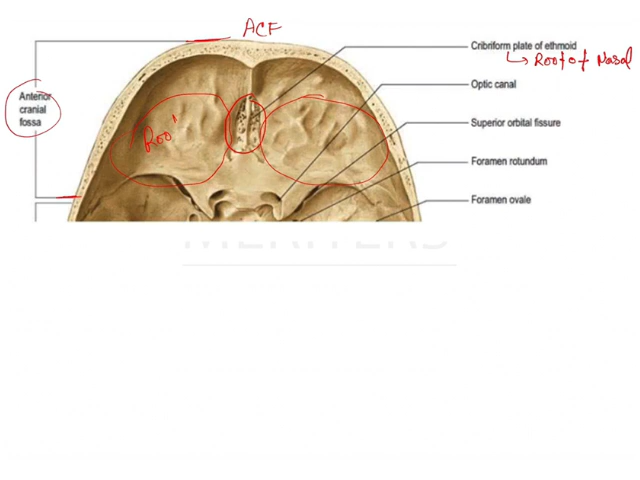 ACF
Cribriform plate of ethmoid
Roof of Nasal
Optic canal
Anterior
cranial
fossa
Superior orbital fissure
Foramen rotundum
Foramen ovale